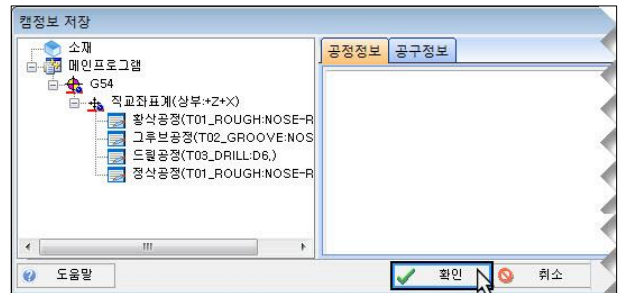 캠정보 저장
소재
메인프로그램
G54
직교좌표계(상부:+Z+X)
황삭공정(T01_ROUGH:NOSE-R
그루브공정(T02_GROOVE:NOS
드릴공정(T03_DRILL:D6,)
정삭공정(T01_ROUGH:NOSE-R
공정정보 공구정보
도움말
확인
취소